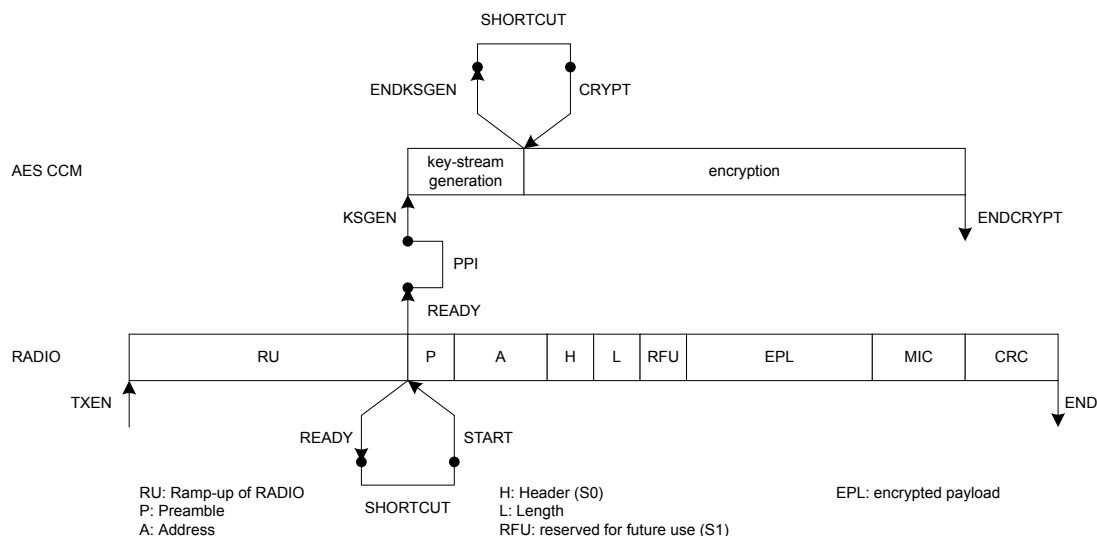 SHORTCUT
ENDKSGEN
CRYPT
AES CCM
key-stream
generation
encryption
KSGEN
ENDCRYPT
PPI
READY
RADIO
RU
P
A
H
L
RFU
EPL
MIC
CRC
TXEN
END
READY
START
SHORTCUT
RU: Ramp-up of RADIO
P: Preamble
A: Address
H: Header (S0)
L: Length
RFU: reserved for future use (S1)
EPL: encrypted payload